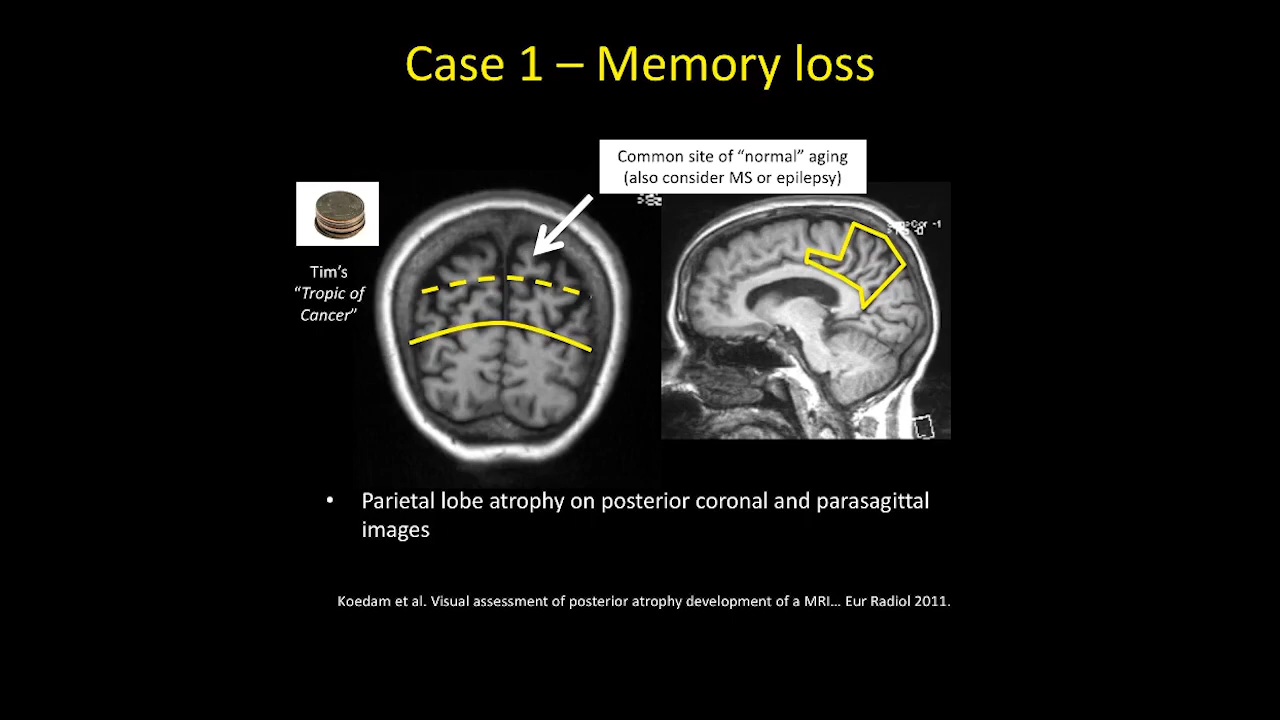 Case 1 – Memory loss
Common site of “normal” aging
(also consider MS or epilepsy)
Tim’s
“Tropic of
Cancer”
• Parietal lobe atrophy on posterior coronal and parasagittal
images
Koedam et al. Visual assessment of posterior atrophy development of a MRI… Eur Radiol 2011.